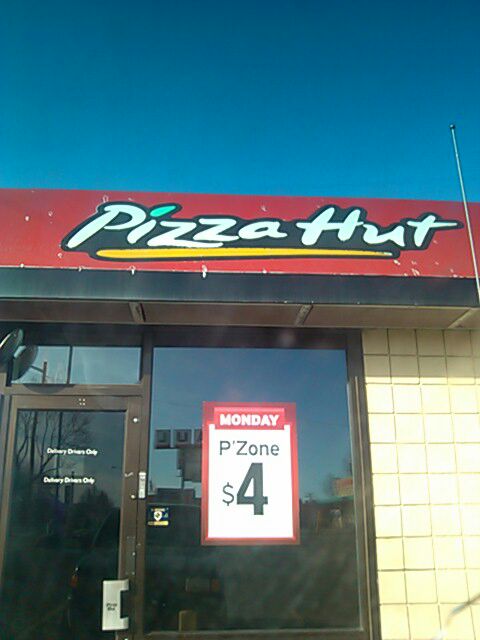 Pizza Hut
MONDAY
P'Zone
$4
Delivery Drivers Only
Delivery Drivers Only